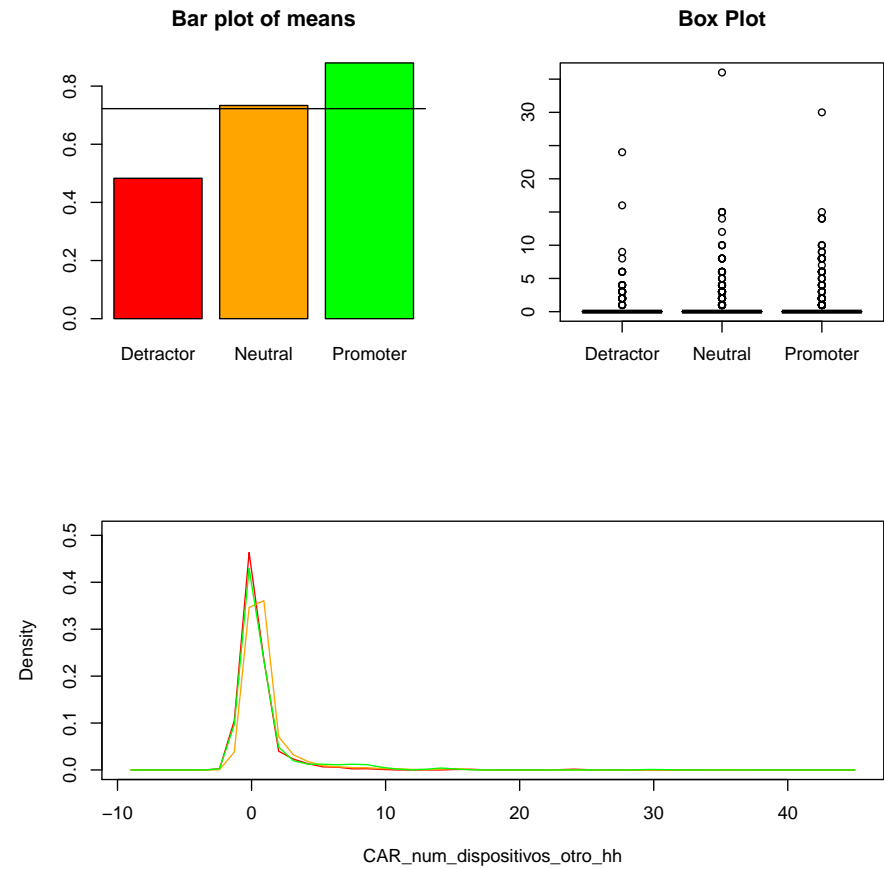 Bar plot of means
0.0 0.2 0.4 0.6 0.8
Detractor Neutral Promoter
Box Plot
0 5 10 20 30
Detractor Neutral Promoter
Density
0.0 0.1 0.2 0.3 0.4 0.5
−10 0 10 20 30 40
CAR_num_dispositivos_otro_hh